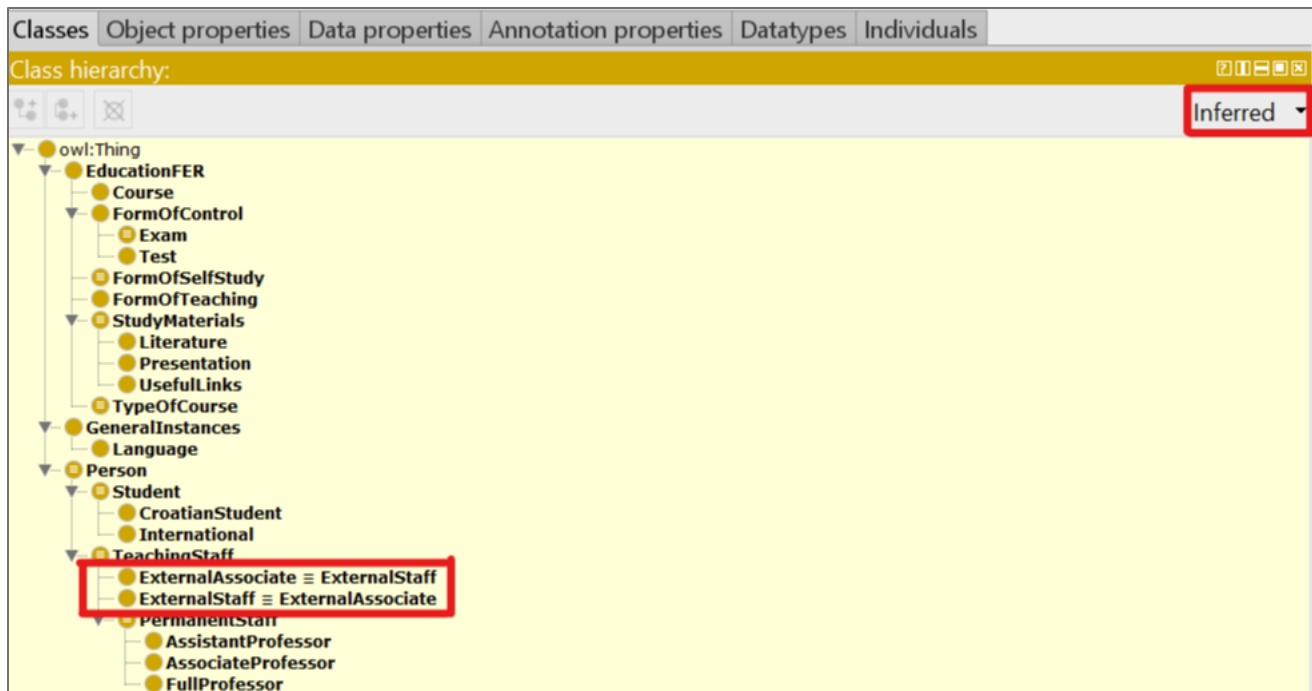 Classes Object properties Data properties Annotation properties Datatypes Individuals
Class hierarchy:
Inferred
owl:Thing
EducationFER
Course
FormOfControl
Exam
Test
FormOfSelfStudy
FormOfTeaching
StudyMaterials
Literature
Presentation
UsefulLinks
TypeOfCourse
GeneralInstances
Language
Person
Student
CroatianStudent
International
TeachingStaff
ExternalAssociate ≡ ExternalStaff
ExternalStaff ≡ ExternalAssociate
PermanentStaff
AssistantProfessor
AssociateProfessor
FullProfessor